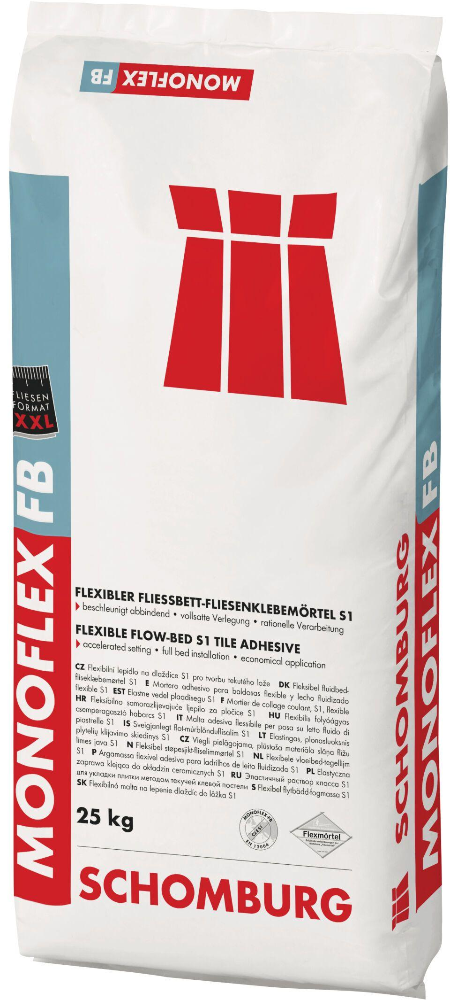 MONOFLEX FB
FLIESEN
FORMAT
XXL
MONOFLEX FB
FLEXIBLER FLIESSBETT-FLIESENKLEBEMÖRTEL S1
beschleunigt abbindend • vollsatte Verlegung • rationelle Verarbeitung
FLEXIBLE FLOW-BED S1 TILE ADHESIVE
accelerated setting • full bed installation • economical application
CZ Flexibilní lepidlo na dlaždice S1 pro tvorbu tekutého lože DK Fleksibel fluidbed-
fliseklæbemørtel S1 E Mortero adhesivo para baldosas flexible y lecho fluidizado
flexible S1 EST Elastne vedel plaadisegu S1 F Mortier de collage coulant, S1, flexible
HR Fleksibilno samorazlijevajuće ljepilo za pločice S1 HU Flexibilis folyóágyas
csemperagasztó habarcs S1 IT Malta adesiva flessibile per posa su letto fluido di
piastrelle S1 IS Sveigjanlegt flot-múrblönduflísalím S1 LT Elastingas, plonasluoksnis
plytelių klijavimo skiedinys S1 CZ Viegli pielāgojama, plūstoša materiāla slāņa flīžu
līmes java S1 N Fleksibel støpesjikt-fliselimmørtel S1 NL Flexibele vloeibed-tegellijm
S1 P Argamassa flexível adesiva para ladrilhos de leito fluidizado S1 PL Elastyczna
zaprawa klejąca do okładzin ceramicznych S1 RU Эластичный раствор класса S1
для укладки плитки методом текучей клевой постели S Flexibel flytbädd-fogmassa S1
SK Flexibilná malta na lepenie dlaždíc do lôžka S1
25 kg
MONOFLEX-FB
C2 E S1
EN 12004
Flexmörtel
Erfüllt die Anforderungen der
Richtlinie „Flexmörtel“
SCHOMBURG
SCHOMBURG
MONOFLEX FB